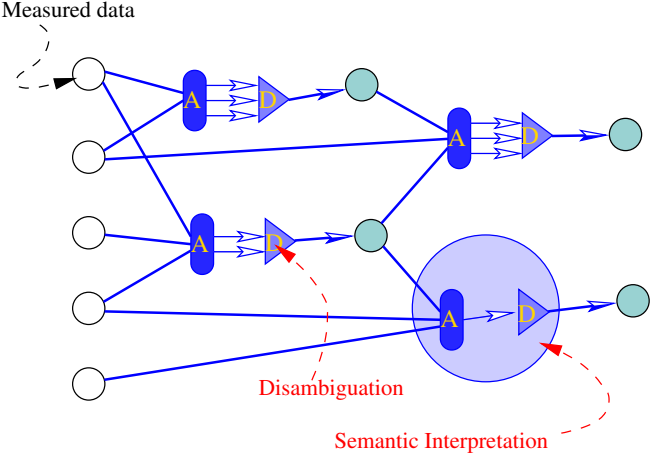 Measured data
A
D
A
D
A
D
A
D
Disambiguation
Semantic Interpretation